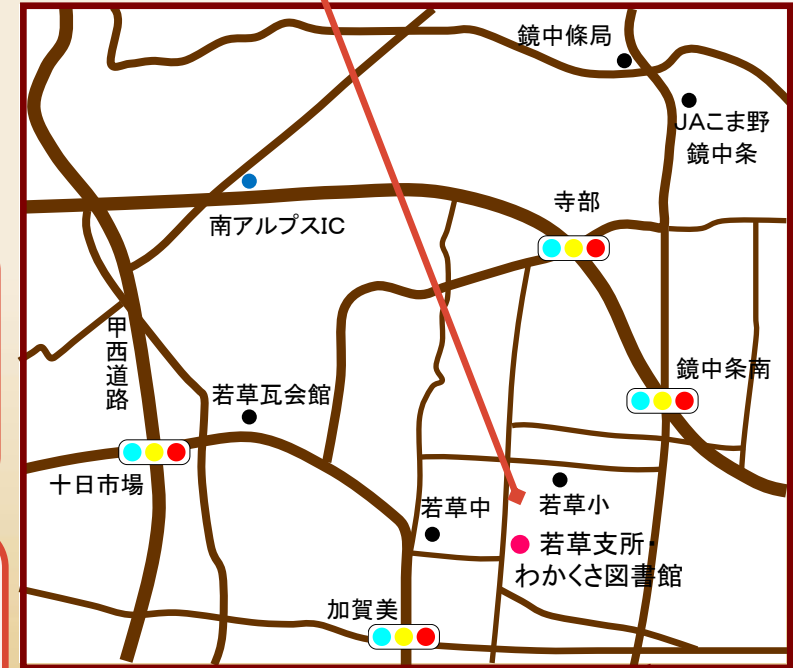 鏡中條局
JAこま野
鏡中条
寺部
南アルプスIC
甲西道路
鏡中条南
若草瓦会館
十日市場
若草小
若草中
若草支所・
わかくさ図書館
加賀美